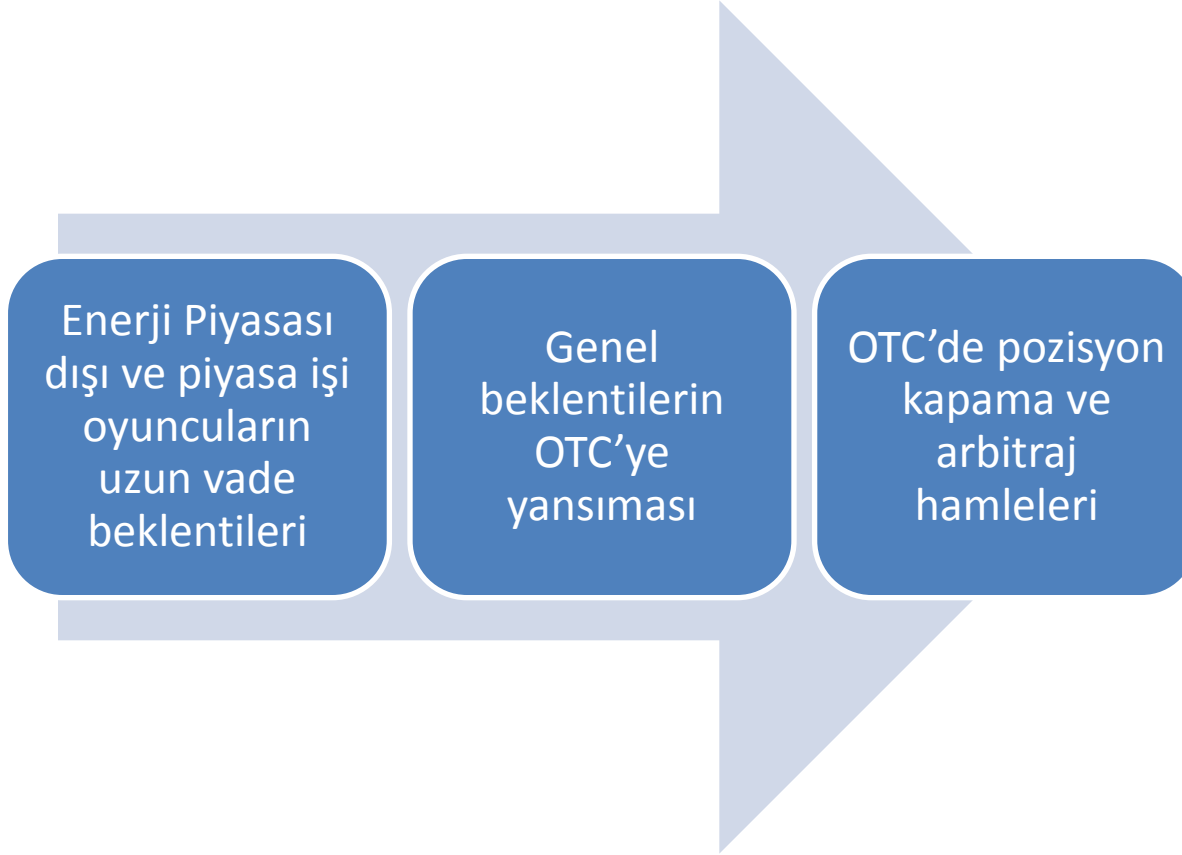 Enerji Piyasası
dışı ve piyasa işi
oyuncuların
uzun vade
beklentileri
Genel
beklentilerin
OTC’ye
yansıması
OTC’de pozisyon
kapama ve
arbitraj
hamleleri